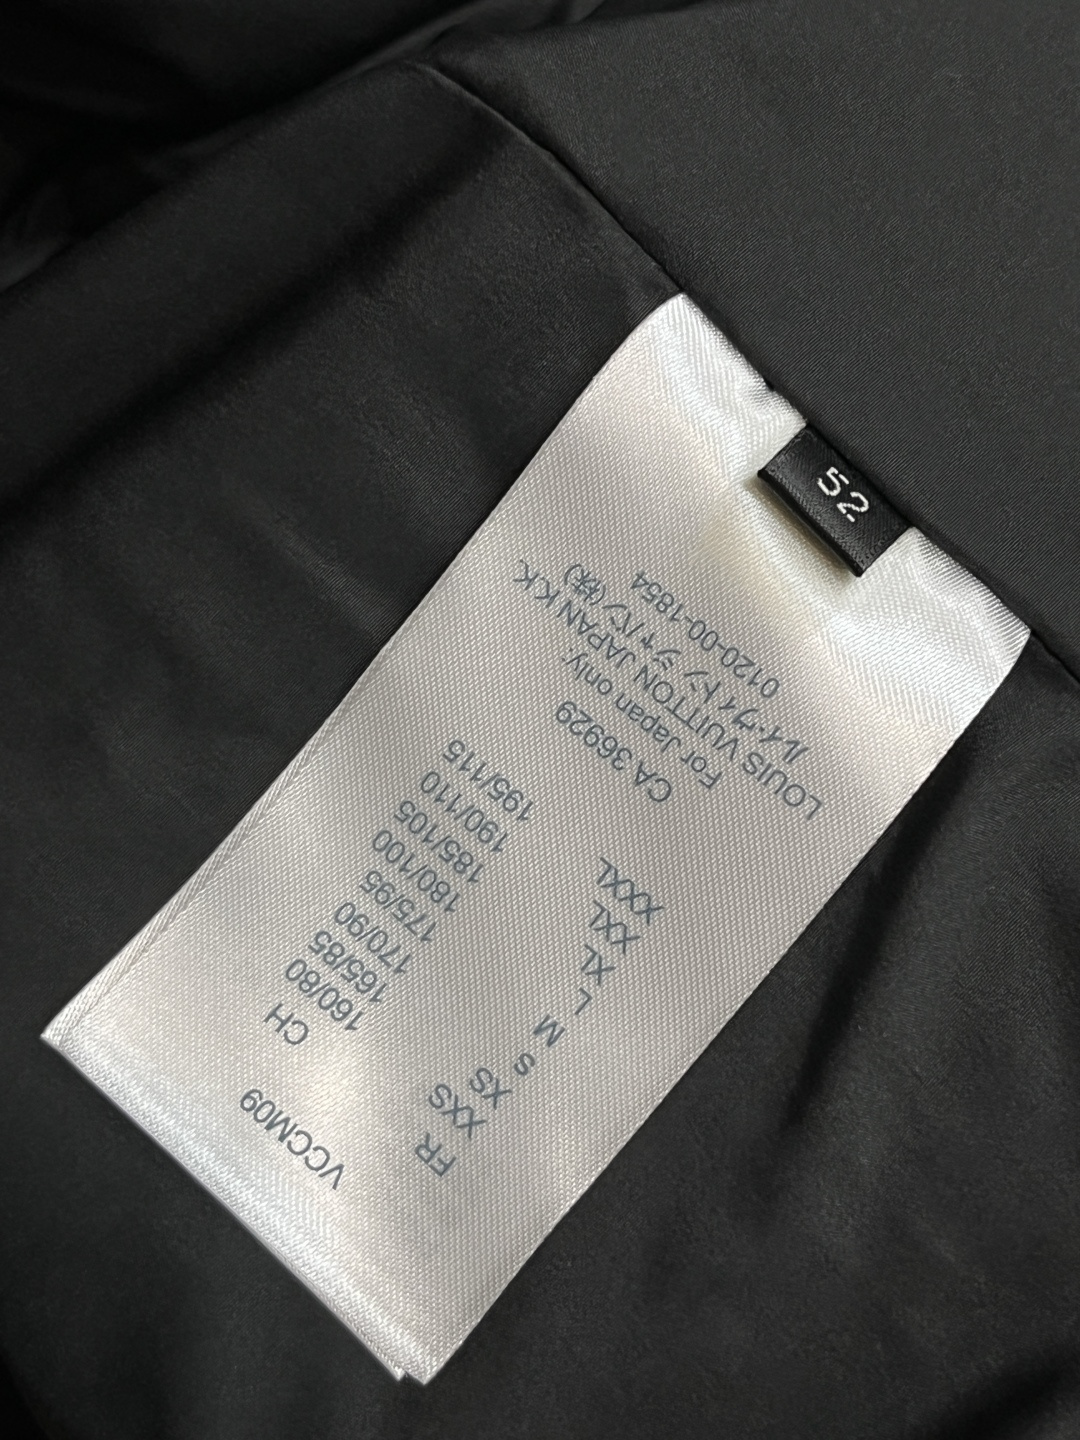 52
VCCM09
FR CH
XXS 160/80
XS 165/85
S 170/90
M 175/95
L 180/100
XL 185/105
XXL 190/110
XXXL 195/115
CA 36929
For Japan only:
LOUIS VUITTON JAPAN K.K.
ルイ・ヴィトン ジャパン(株)
0120-00-1854